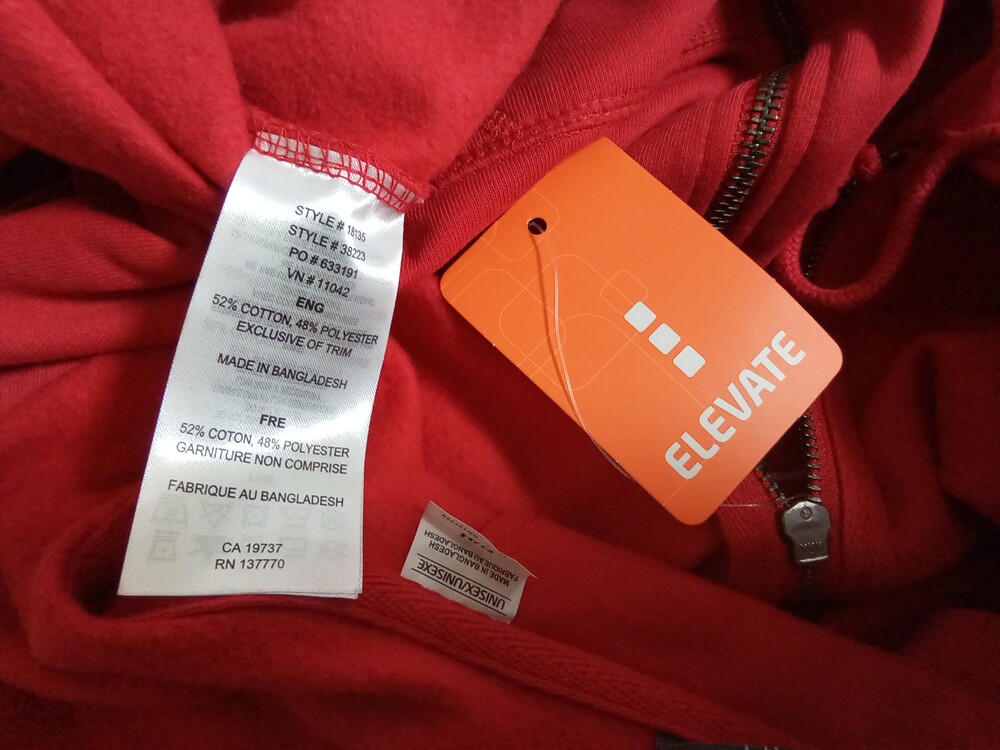 STYLE # 18135
STYLE # 38223
PO # 633191
VN # 11042
ENG
52% COTTON, 48% POLYESTER
EXCLUSIVE OF TRIM
MADE IN BANGLADESH
FRE
52% COTON, 48% POLYESTER
GARNITURE NON COMPRISE
FABRIQUE AU BANGLADESH
CA 19737
RN 137770
ELEVATE
UNISEX/UNISEXE
MADE IN BANGLADESH
FABRIQUE AU BANGLADESH